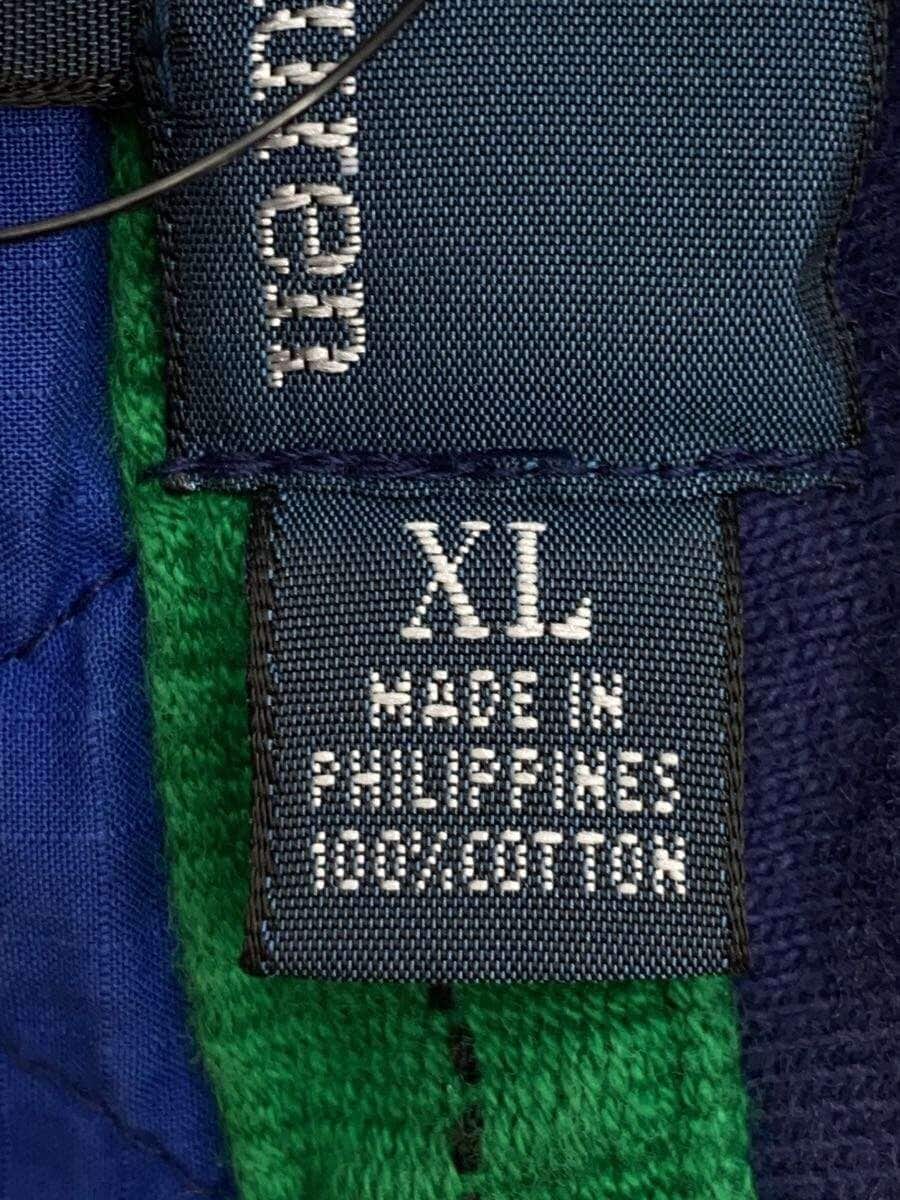 XL
MADE IN
PHILIPPINES
100% COTTON